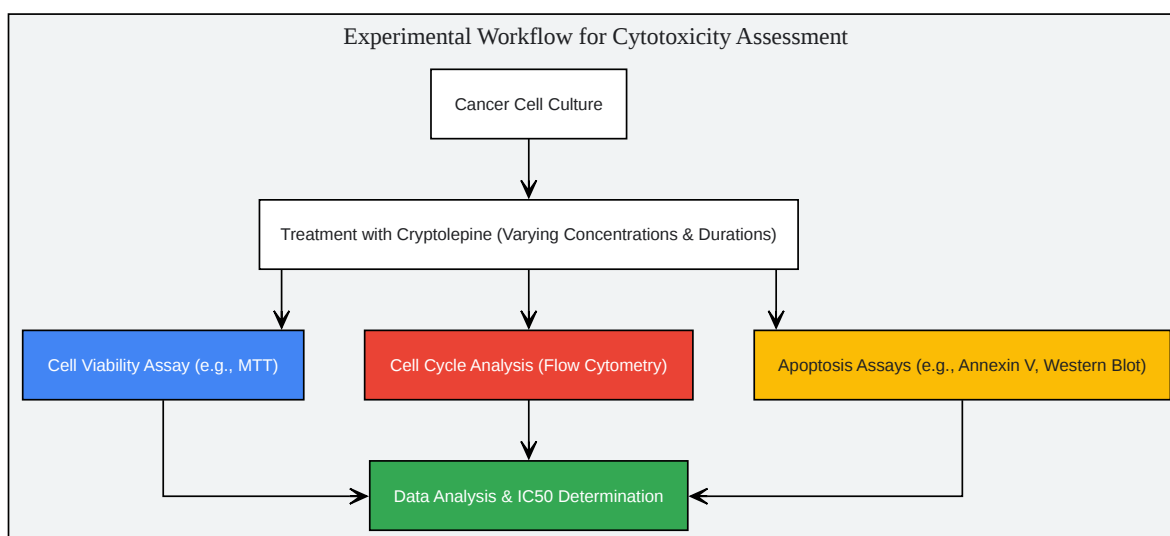 Experimental Workflow for Cytotoxicity Assessment
Cancer Cell Culture
Treatment with Cryptolepine (Varying Concentrations & Durations)
Cell Viability Assay (e.g., MTT)
Cell Cycle Analysis (Flow Cytometry)
Apoptosis Assays (e.g., Annexin V, Western Blot)
Data Analysis & IC50 Determination